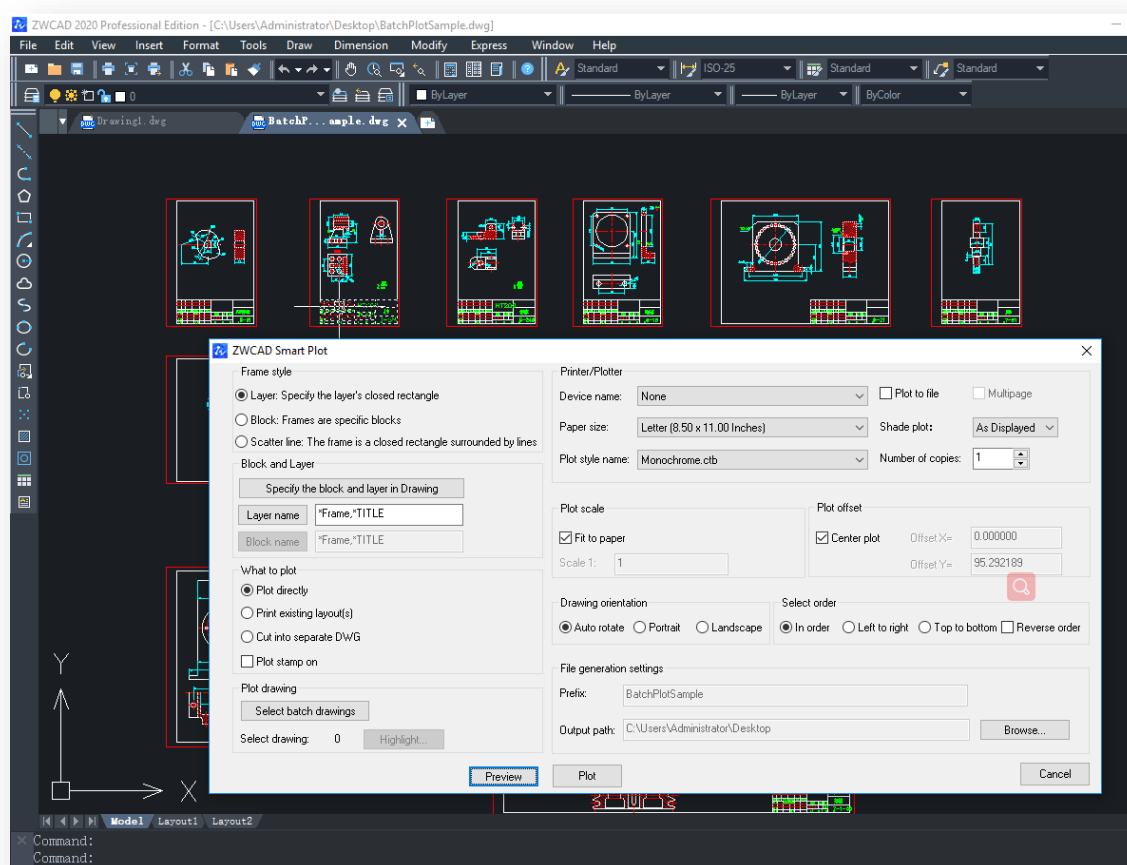 ZWCAD 2020 Professional Edition - [C:\Users\Administrator\Desktop\BatchPlotSample.dwg]
File Edit View Insert Format Tools Draw Dimension Modify Express Window Help
Standard ISO-25 Standard Standard
0 ByLayer ByLayer ByLayer ByColor
Drawing1.dwg BatchP...ample.dwg
ZWCAD Smart Plot
Frame style
Layer: Specify the layer's closed rectangle
Block: Frames are specific blocks
Scatter line: The frame is a closed rectangle surrounded by lines
Block and Layer
Specify the block and layer in Drawing
Layer name *Frame,*TITLE
Block name *Frame,*TITLE
What to plot
Plot directly
Print existing layout(s)
Cut into separate DWG
Plot stamp on
Plot drawing
Select batch drawings
Select drawing: 0 Highlight...
Printer/Plotter
Device name: None Plot to file Multipage
Paper size: Letter (8.50 x 11.00 Inches) Shade plot: As Displayed
Plot style name: Monochrome.ctb Number of copies: 1
Plot scale
Fit to paper
Scale 1: 1
Plot offset
Center plot Offset X= 0.000000
Offset Y= 95.292189
Drawing orientation
Auto rotate Portrait Landscape
Select order
In order Left to right Top to bottom Reverse order
File generation settings
Prefix: BatchPlotSample
Output path: C:\Users\Administrator\Desktop Browse...
Preview Plot Cancel
Y
X
Model Layout1 Layout2
Command:
Command: